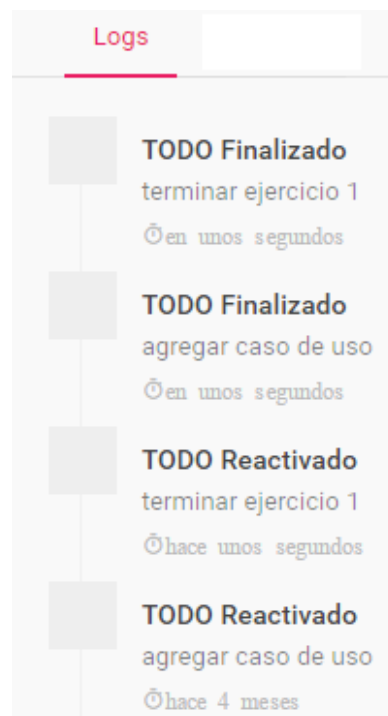 Logs
TODO Finalizado
terminar ejercicio 1
en unos segundos
TODO Finalizado
agregar caso de uso
en unos segundos
TODO Reactivado
terminar ejercicio 1
hace unos segundos
TODO Reactivado
agregar caso de uso
hace 4 meses